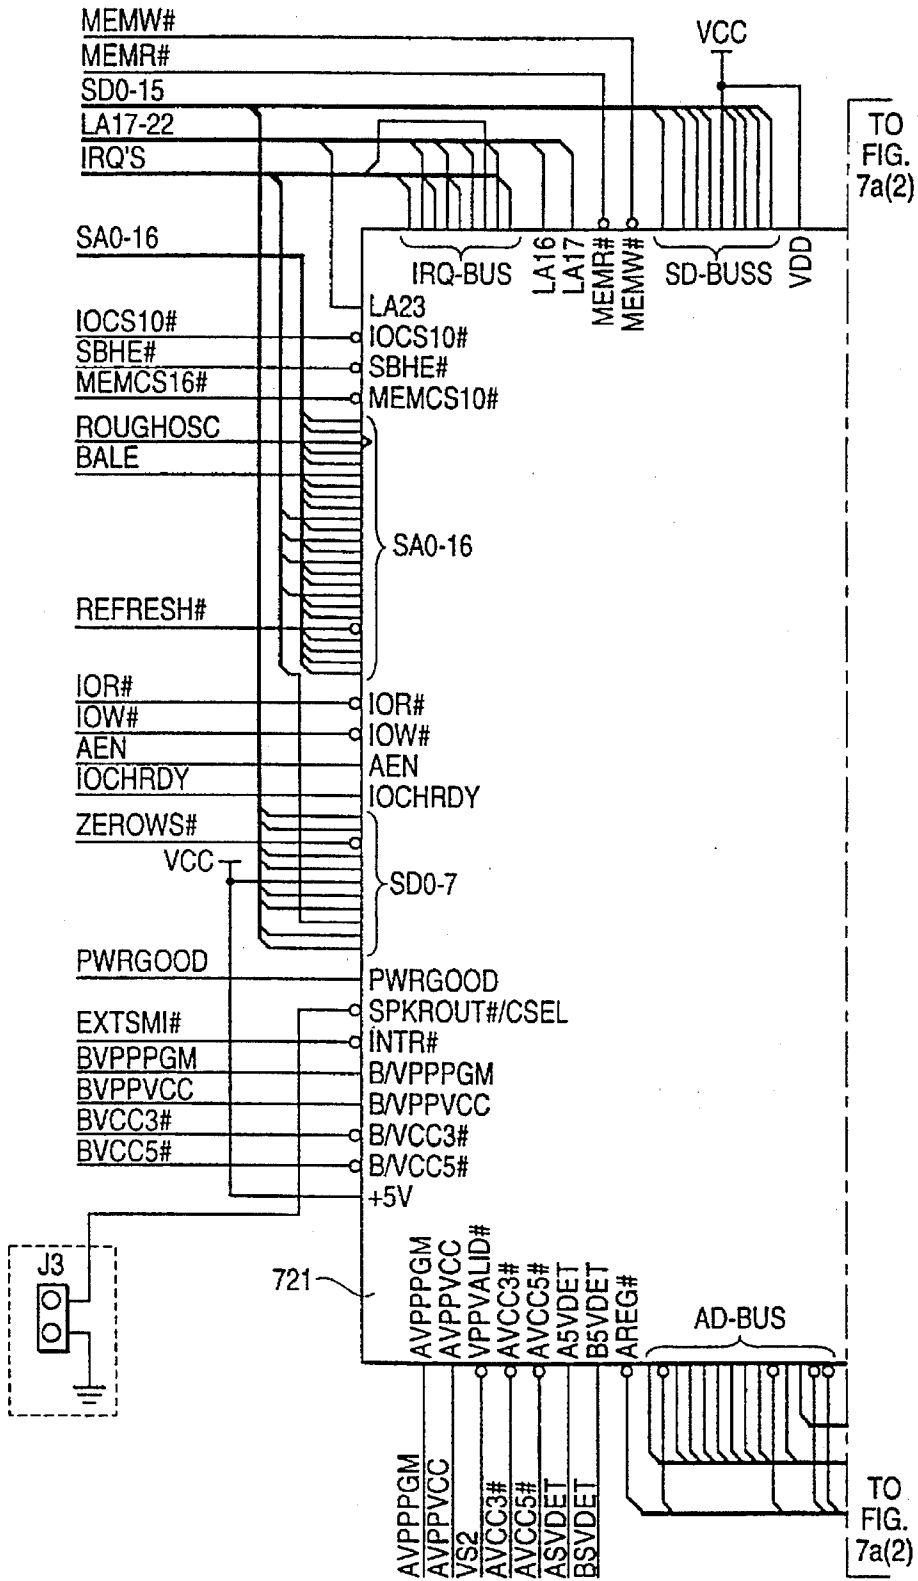 MEMW#
VCC
MEMR#
SD0-15
LA17-22
IRQ'S
TO
FIG.
7a(2)
SA0-16
IRQ-BUS
LA16
LA17
MEMR#
MEMW#
SD-BUSS
VDD
LA23
IOCS10#
IOCS10#
SBHE#
SBHE#
MEMCS16#
MEMCS10#
ROUGHOSC
BALE
SA0-16
REFRESH#
IOR#
IOR#
IOW#
IOW#
AEN
AEN
IOCHRDY
IOCHRDY
ZEROWS#
VCC
SD0-7
PWRGOOD
PWRGOOD
SPKROUT#/CSEL
EXTSMI#
INTR#
BVPPPGM
B/VPPPGM
BVPPVCC
B/VPPVCC
BVCC3#
B/VCC3#
BVCC5#
B/VCC5#
+5V
J3
721
AVPPPGM
AVPPVCC
VPPVALID#
AVCC3#
AVCC5#
A5VDET
B5VDET
AREG#
AD-BUS
AVPPPGM
AVPPVCC
VS2
AVCC3#
AVCC5#
ASVDET
BSVDET
TO
FIG.
7a(2)